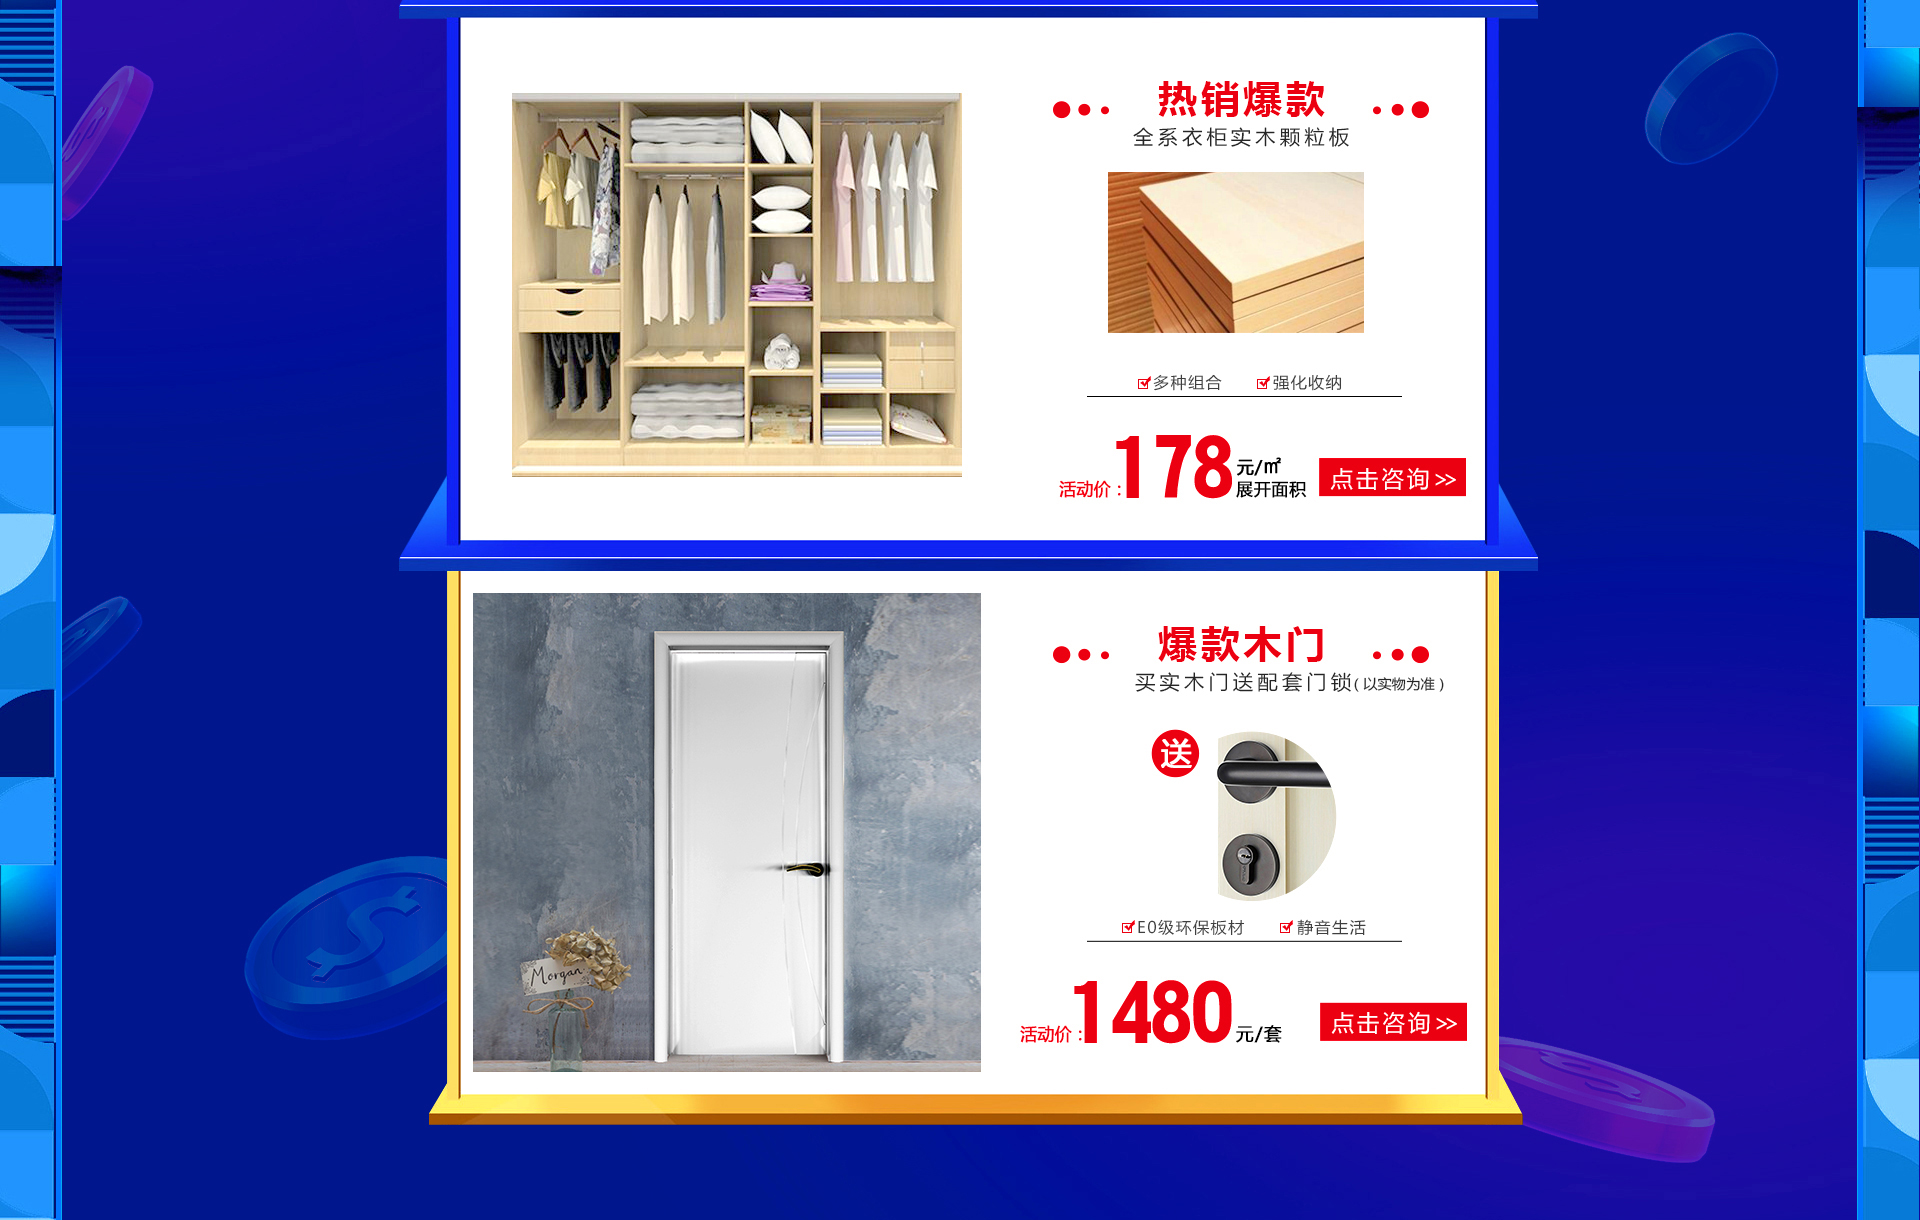 热销爆款
全系衣柜实木颗粒板
多种组合 强化收纳
活动价：178元/㎡
展开面积
点击咨询>>
爆款木门
买实木门送配套门锁(以实物为准)
送
Morgan
E0级环保板材 静音生活
活动价：1480元/套
点击咨询>>